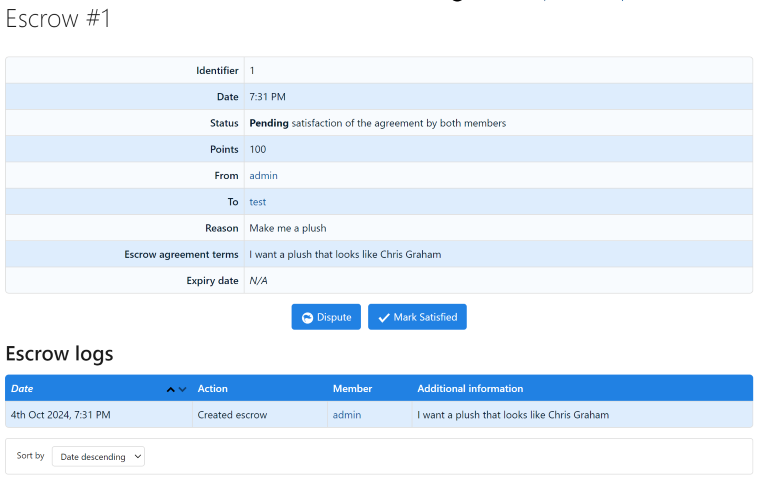 Escrow #1
Identifier 1
Date 7:31 PM
Status Pending satisfaction of the agreement by both members
Points 100
From admin
To test
Reason Make me a plush
Escrow agreement terms I want a plush that looks like Chris Graham
Expiry date N/A
Dispute Mark Satisfied
Escrow logs
Date Action Member Additional information
4th Oct 2024, 7:31 PM Created escrow admin I want a plush that looks like Chris Graham
Sort by Date descending